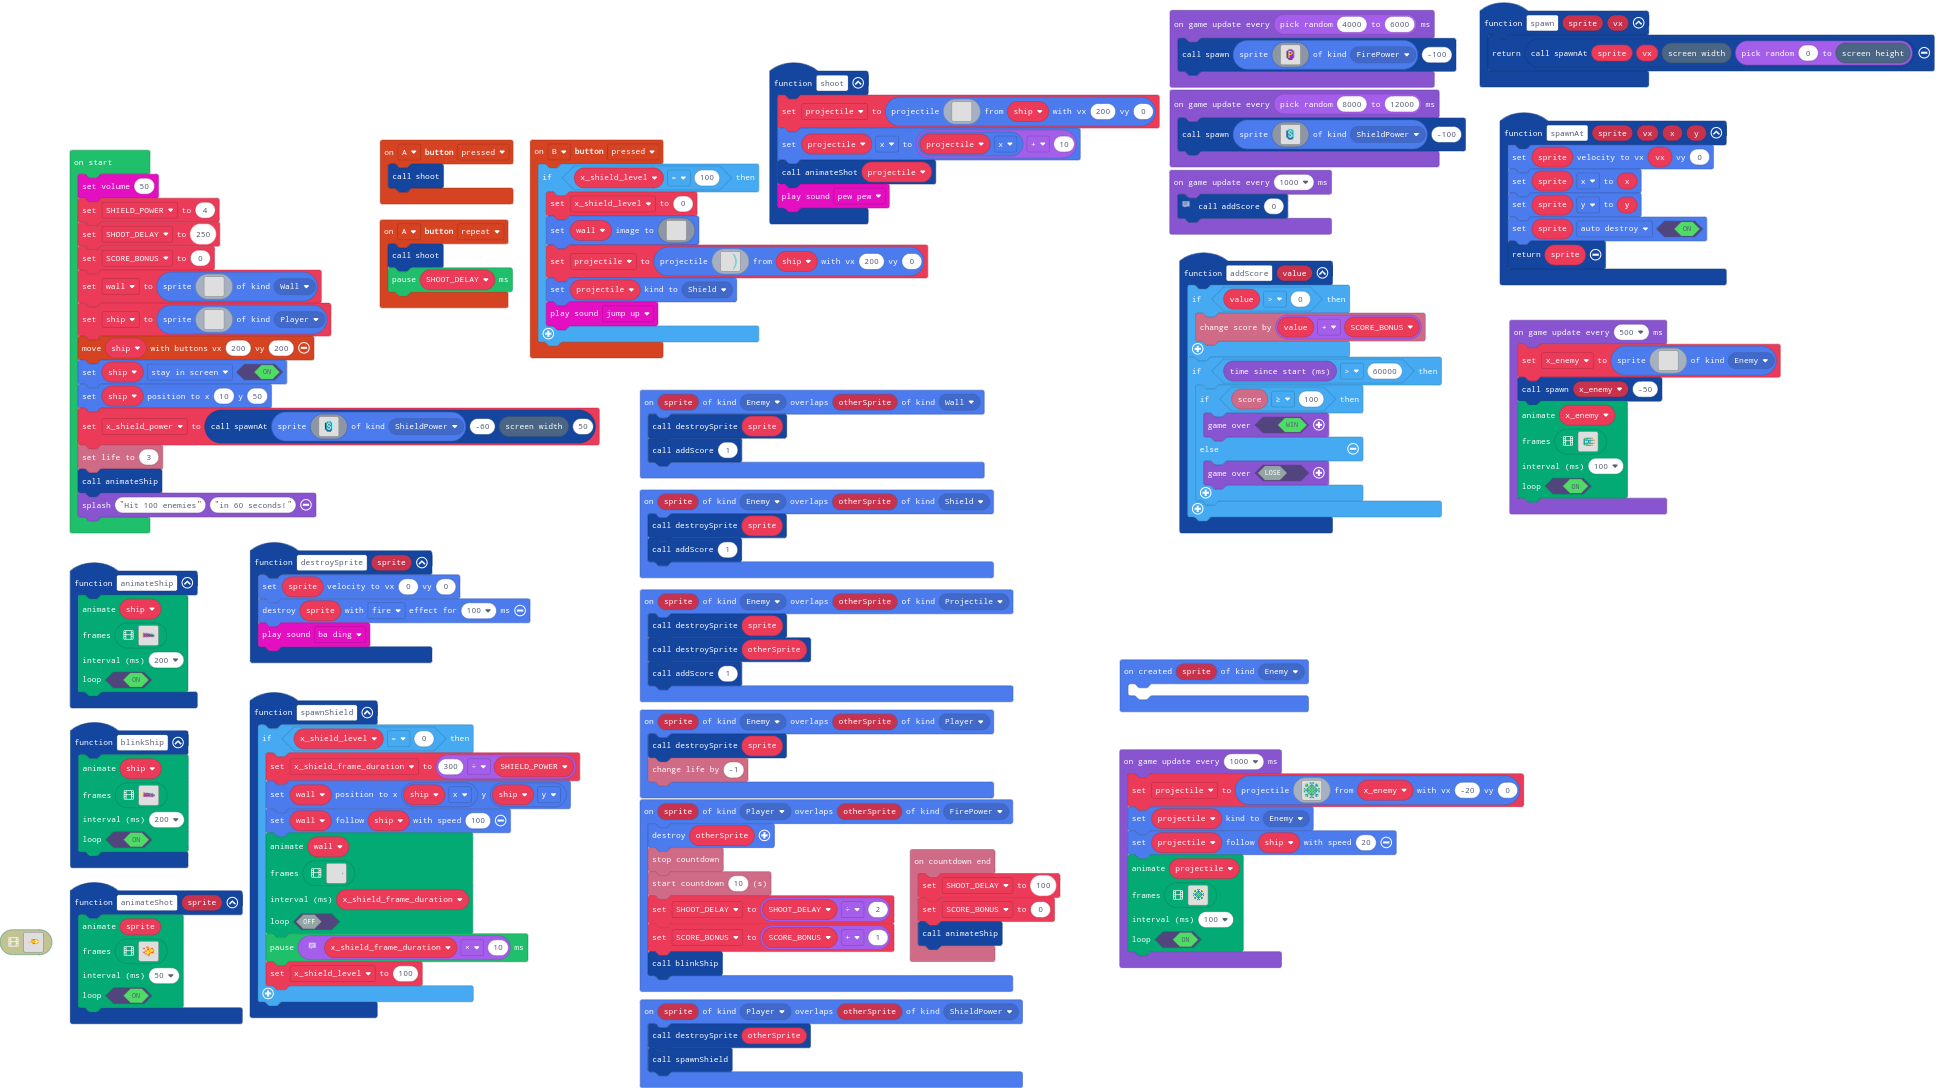 on start
set volume 50
set SHIELD_POWER to 4
set SHOOT_DELAY to 250
set SCORE_BONUS to 0
set wall to sprite of kind Wall
set ship to sprite of kind Player
move ship with buttons vx 200 vy 200
set ship stay in screen ON
set ship position to x 10 y 50
set x_shield_power to call spawnAt sprite of kind ShieldPower -60 screen width 50
set life to 3
call animateShip
splash "Hit 100 enemies" "in 60 seconds!"
on A button pressed
call shoot
on A button repeat
call shoot
pause SHOOT_DELAY ms
on B button pressed
if x_shield_level = 100 then
set x_shield_level to 0
set wall image to
set projectile to projectile from ship with vx 200 vy 0
set projectile kind to Shield
play sound jump up
function shoot
set projectile to projectile from ship with vx 200 vy 0
set projectile x to projectile x + 10
call animateShot projectile
play sound pew pew
on game update every pick random 4000 to 6000 ms
call spawn sprite of kind FirePower -100
on game update every pick random 8000 to 12000 ms
call spawn sprite of kind ShieldPower -100
on game update every 1000 ms
call addScore 0
function spawn sprite vx
return call spawnAt sprite vx screen width pick random 0 to screen height
function spawnAt sprite vx x y
set sprite velocity to vx vx vy 0
set sprite x to x
set sprite y to y
set sprite auto destroy ON
return sprite
function addScore value
if value > 0 then
change score by value + SCORE_BONUS
if time since start (ms) > 60000 then
if score ≥ 100 then
game over WIN
else
game over LOSE
on game update every 500 ms
set x_enemy to sprite of kind Enemy
call spawn x_enemy -50
animate x_enemy
frames
interval (ms) 100
loop ON
on sprite of kind Enemy overlaps otherSprite of kind Wall
call destroySprite sprite
call addScore 1
on sprite of kind Enemy overlaps otherSprite of kind Shield
call destroySprite sprite
call addScore 1
on sprite of kind Enemy overlaps otherSprite of kind Projectile
call destroySprite sprite
call destroySprite otherSprite
call addScore 1
on sprite of kind Enemy overlaps otherSprite of kind Player
call destroySprite sprite
change life by -1
on sprite of kind Player overlaps otherSprite of kind FirePower
destroy otherSprite
stop countdown
start countdown 10 (s)
set SHOOT_DELAY to SHOOT_DELAY ÷ 2
set SCORE_BONUS to SCORE_BONUS + 1
call blinkShip
on countdown end
set SHOOT_DELAY to 100
set SCORE_BONUS to 0
call animateShip
on sprite of kind Player overlaps otherSprite of kind ShieldPower
call destroySprite otherSprite
call spawnShield
function animateShip
animate ship
frames
interval (ms) 200
loop ON
function blinkShip
animate ship
frames
interval (ms) 200
loop ON
function animateShot sprite
animate sprite
frames
interval (ms) 50
loop ON
function destroySprite sprite
set sprite velocity to vx 0 vy 0
destroy sprite with fire effect for 100 ms
play sound ba ding
function spawnShield
if x_shield_level = 0 then
set x_shield_frame_duration to 300 ÷ SHIELD_POWER
set wall position to x ship x y ship y
set wall follow ship with speed 100
animate wall
frames
interval (ms) x_shield_frame_duration
loop OFF
pause x_shield_frame_duration × 10 ms
set x_shield_level to 100
on created sprite of kind Enemy
on game update every 1000 ms
set projectile to projectile from x_enemy with vx -20 vy 0
set projectile kind to Enemy
set projectile follow ship with speed 20
animate projectile
frames
interval (ms) 100
loop ON